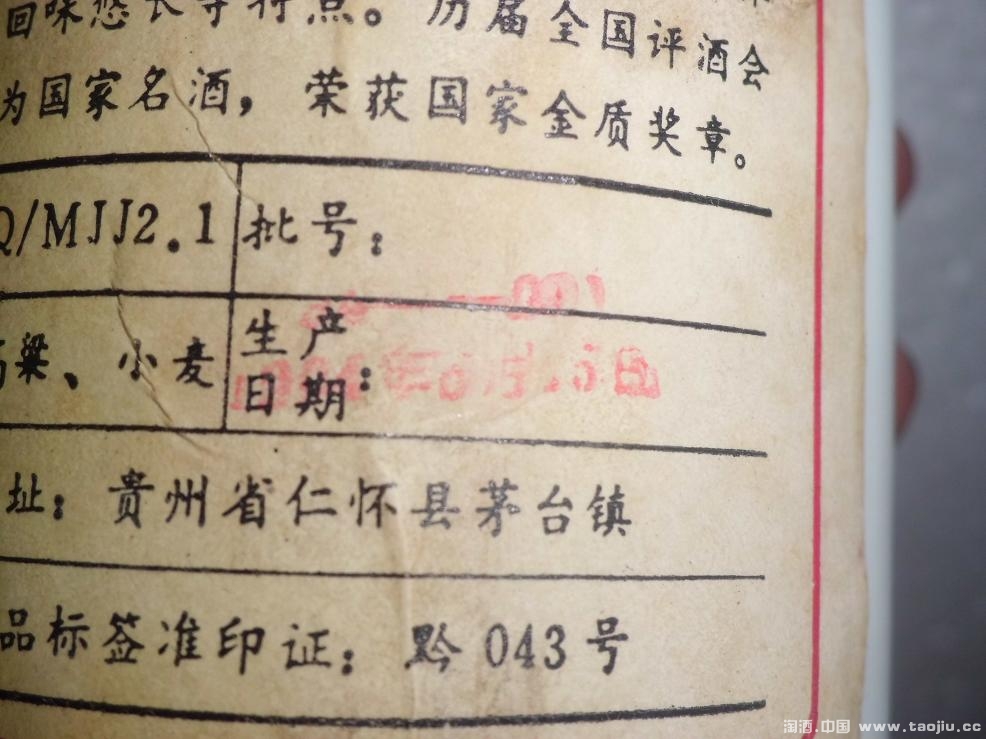 回味悠长等特点。历届全国评酒会
为国家名酒，荣获国家金质奖章。
Q/MJJ2.1 批号：
粱、小麦 生产日期：
址：贵州省仁怀县茅台镇
品标签准印证：黔043号
淘酒.中国 www.taojiu.cc